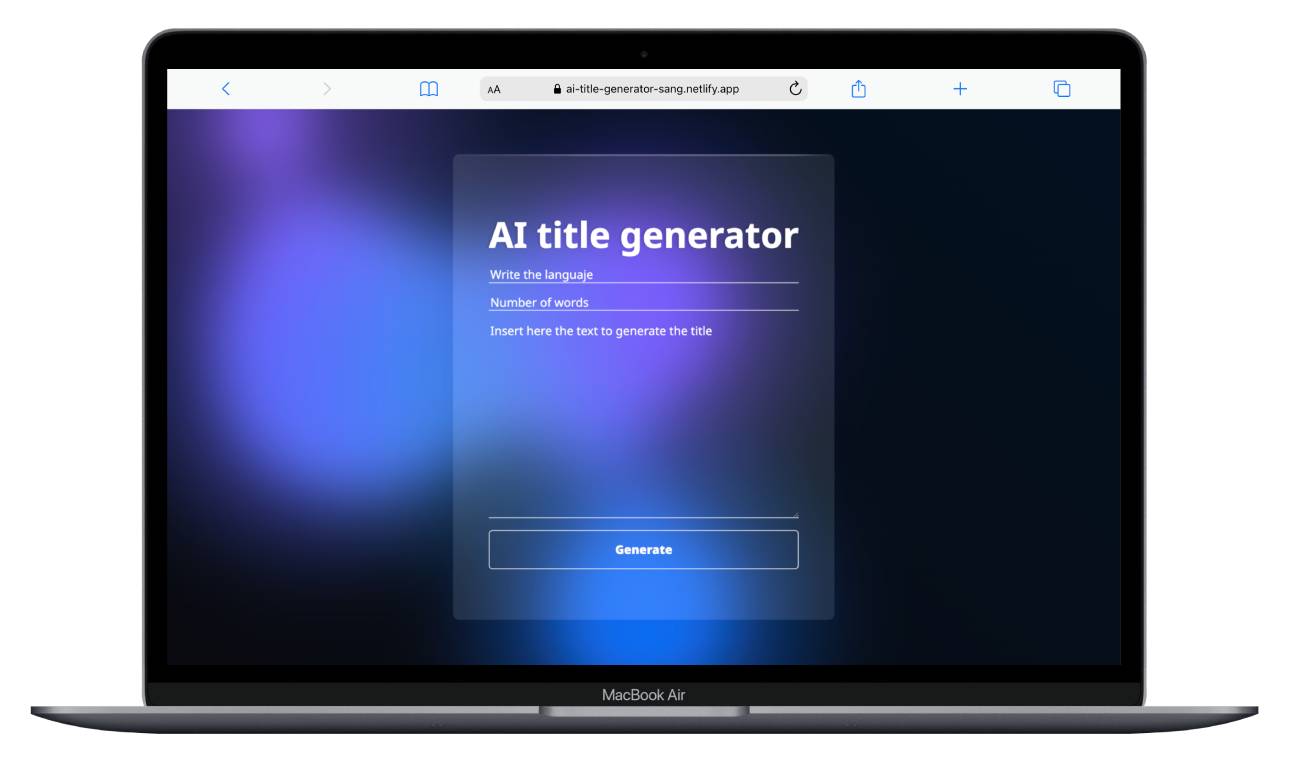 AA ai-title-generator-sang.netlify.app
AI title generator
Write the languaje
Number of words
Insert here the text to generate the title
Generate
MacBook Air